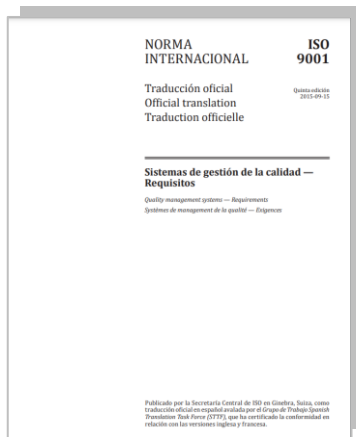 NORMA
INTERNACIONAL
ISO
9001
Traducción oficial
Official translation
Traduction officielle
Quinta edición
2015-09-15
Sistemas de gestión de la calidad —
Requisitos
Quality management systems — Requirements
Systèmes de management de la qualité — Exigences
Publicado por la Secretaría Central de ISO en Ginebra, Suiza, como
traducción oficial en español avalada por el Grupo de Trabajo Spanish
Translation Task Force (STTF), que ha certificado la conformidad en
relación con las versiones inglesa y francesa.